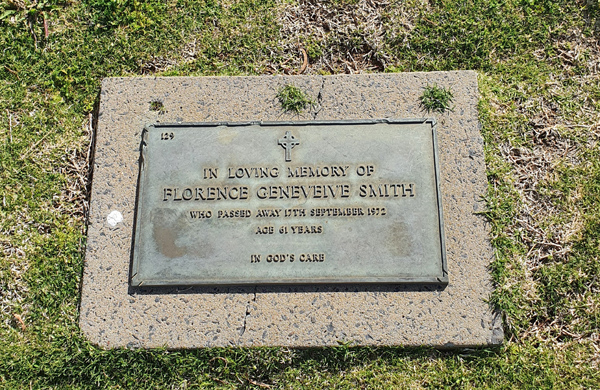 129
IN LOVING MEMORY OF
FLORENCE GENEVEIVE SMITH
WHO PASSED AWAY 17TH SEPTEMBER 1972
AGE 61 YEARS
IN GOD'S CARE